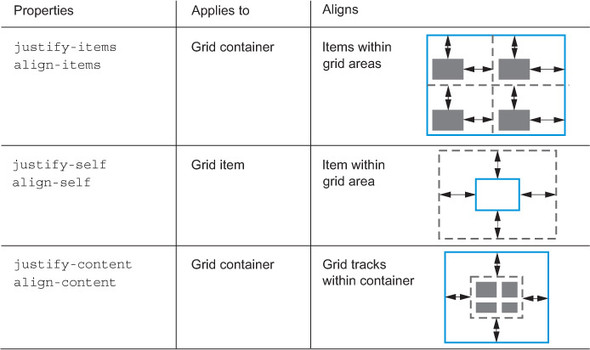 Properties Applies to Aligns
justify-items Grid container Items within
align-items grid areas
justify-self Grid item Item within
align-self grid area
justify-content Grid container Grid tracks
align-content within container